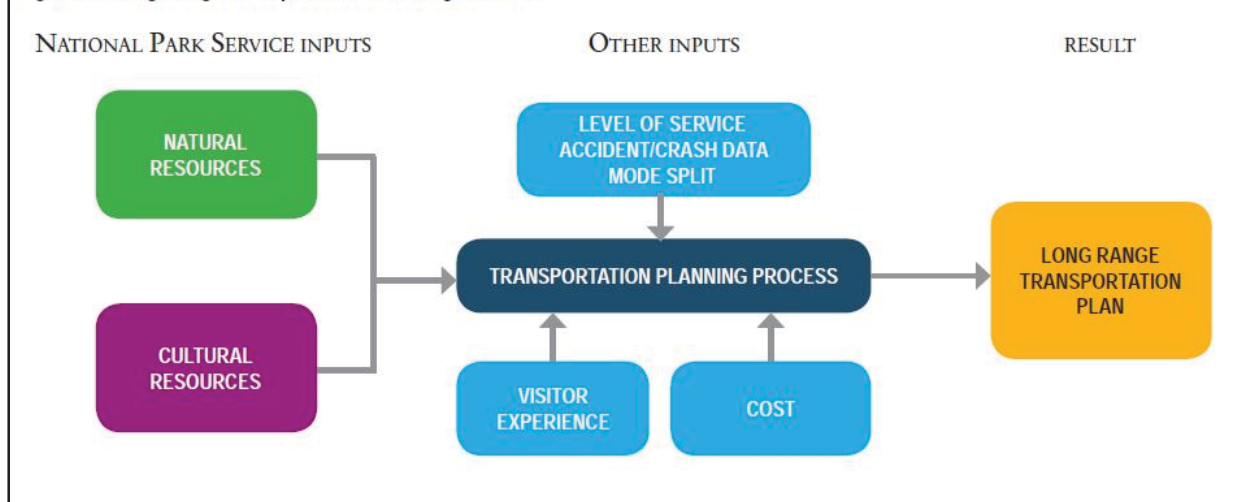 NATIONAL PARK SERVICE INPUTS
OTHER INPUTS
RESULT
NATURAL
RESOURCES
CULTURAL
RESOURCES
LEVEL OF SERVICE
ACCIDENT/CRASH DATA
MODE SPLIT
TRANSPORTATION PLANNING PROCESS
VISITOR
EXPERIENCE
COST
LONG RANGE
TRANSPORTATION
PLAN